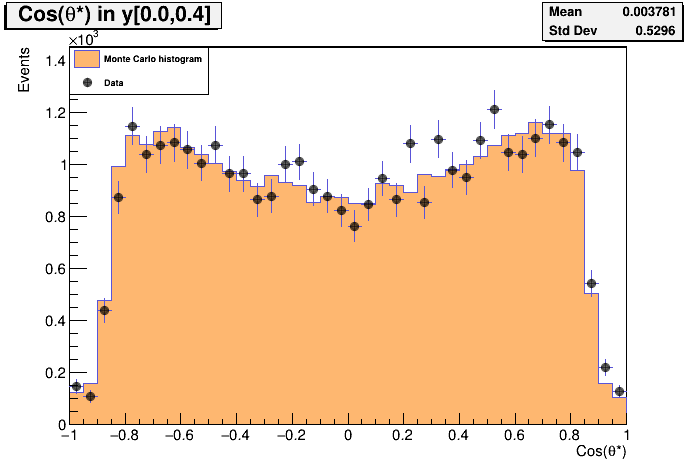 Cos(θ*) in y[0.0,0.4]
Mean 0.003781
Std Dev 0.5296
×10³
Events
Monte Carlo histogram
Data
1.4
1.2
1
0.8
0.6
0.4
0.2
0
−1 −0.8 −0.6 −0.4 −0.2 0 0.2 0.4 0.6 0.8 1
Cos(θ*)